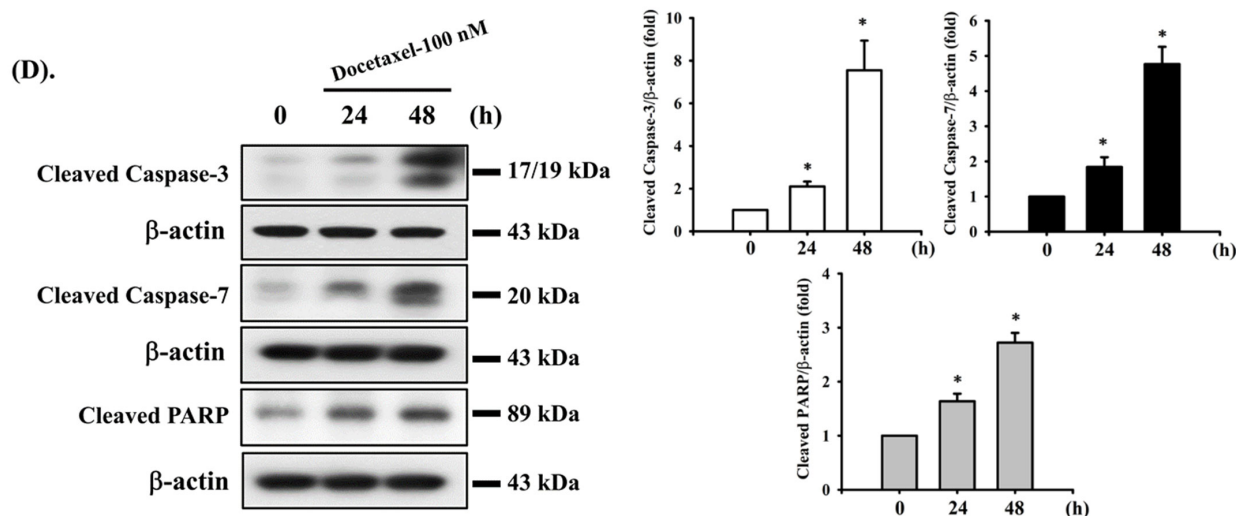 (D).
Docetaxel-100 nM
0 24 48 (h)
Cleaved Caspase-3 17/19 kDa
β-actin 43 kDa
Cleaved Caspase-7 20 kDa
β-actin 43 kDa
Cleaved PARP 89 kDa
β-actin 43 kDa
Cleaved Caspase-3/β-actin (fold)
10
8
6
4
2
0
*
*
0 24 48 (h)
Cleaved Caspase-7/β-actin (fold)
6
5
4
3
2
1
0
*
*
0 24 48 (h)
Cleaved PARP/β-actin (fold)
4
3
2
1
0
*
*
0 24 48 (h)